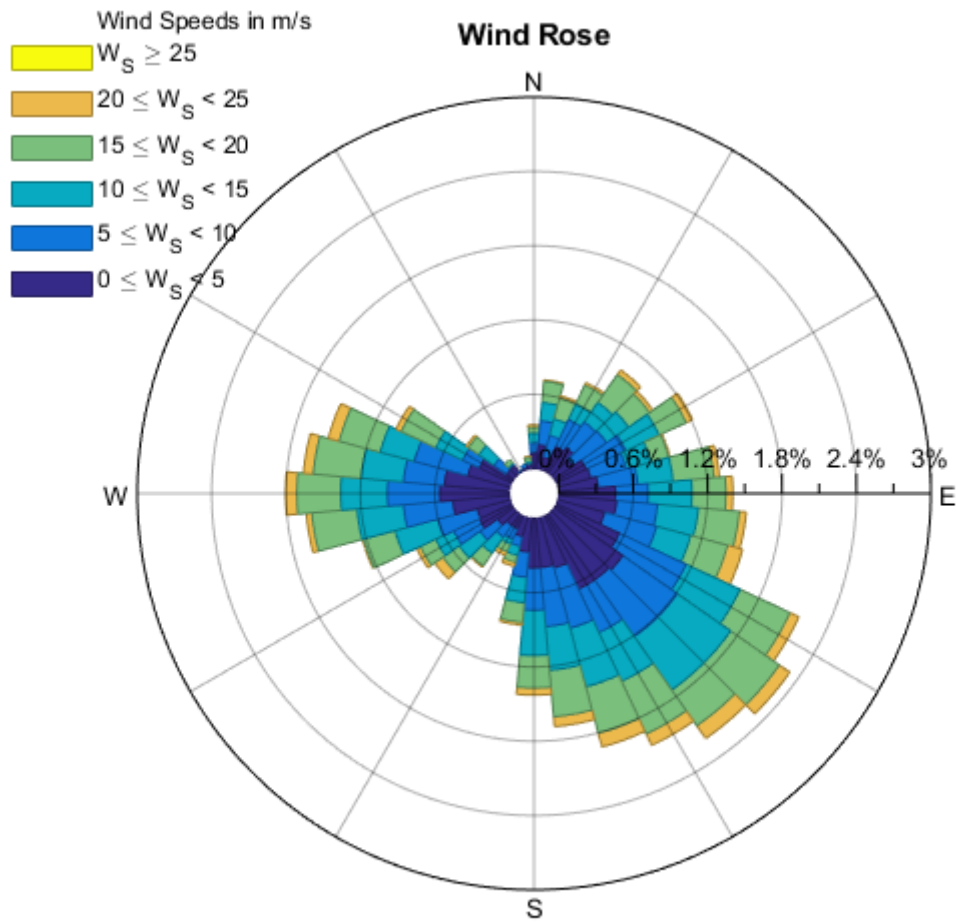 Wind Speeds in m/s
W_S ≥ 25
20 ≤ W_S < 25
15 ≤ W_S < 20
10 ≤ W_S < 15
5 ≤ W_S < 10
0 ≤ W_S < 5
Wind Rose
N
0% 0.6% 1.2% 1.8% 2.4% 3%
W
E
S